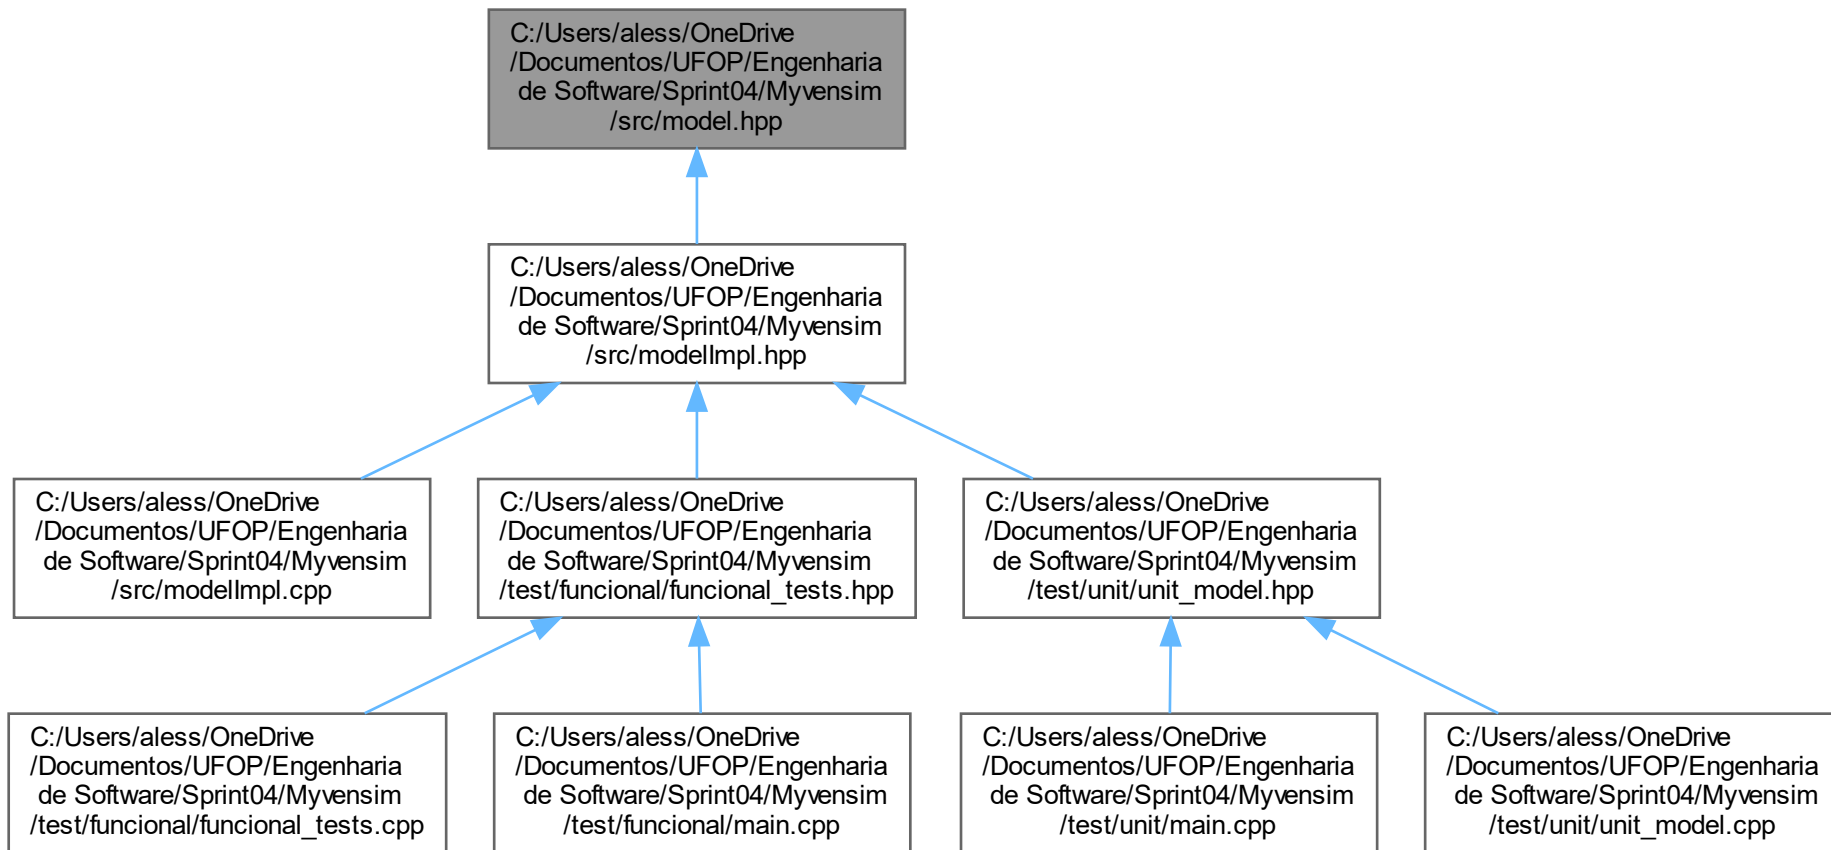 C:/Users/aless/OneDrive
/Documentos/UFOP/Engenharia
de Software/Sprint04/Myvensim
/src/model.hpp
C:/Users/aless/OneDrive
/Documentos/UFOP/Engenharia
de Software/Sprint04/Myvensim
/src/modelImpl.hpp
C:/Users/aless/OneDrive
/Documentos/UFOP/Engenharia
de Software/Sprint04/Myvensim
/src/modelImpl.cpp
C:/Users/aless/OneDrive
/Documentos/UFOP/Engenharia
de Software/Sprint04/Myvensim
/test/funcional/funcional_tests.hpp
C:/Users/aless/OneDrive
/Documentos/UFOP/Engenharia
de Software/Sprint04/Myvensim
/test/unit/unit_model.hpp
C:/Users/aless/OneDrive
/Documentos/UFOP/Engenharia
de Software/Sprint04/Myvensim
/test/funcional/funcional_tests.cpp
C:/Users/aless/OneDrive
/Documentos/UFOP/Engenharia
de Software/Sprint04/Myvensim
/test/funcional/main.cpp
C:/Users/aless/OneDrive
/Documentos/UFOP/Engenharia
de Software/Sprint04/Myvensim
/test/unit/main.cpp
C:/Users/aless/OneDrive
/Documentos/UFOP/Engenharia
de Software/Sprint04/Myvensim
/test/unit/unit_model.cpp